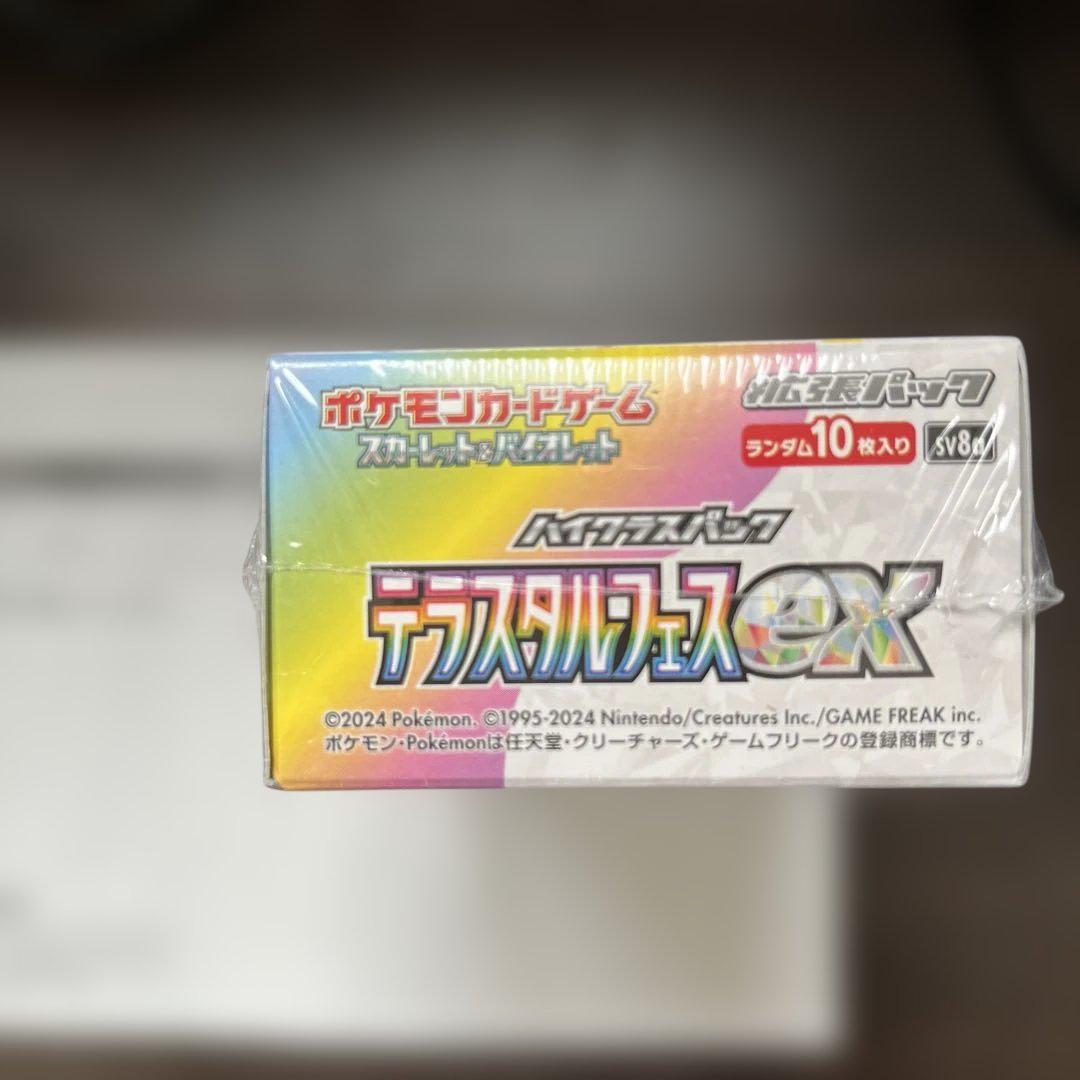 ポケモンカードゲーム
スカーレット&バイオレット
拡張パック
ランダム10枚入り
SV8a
ハイクラスパック
テラスタルフェスex
©2024 Pokémon. ©1995-2024 Nintendo/Creatures Inc./GAME FREAK inc.
ポケモン・Pokémonは任天堂・クリーチャーズ・ゲームフリークの登録商標です。